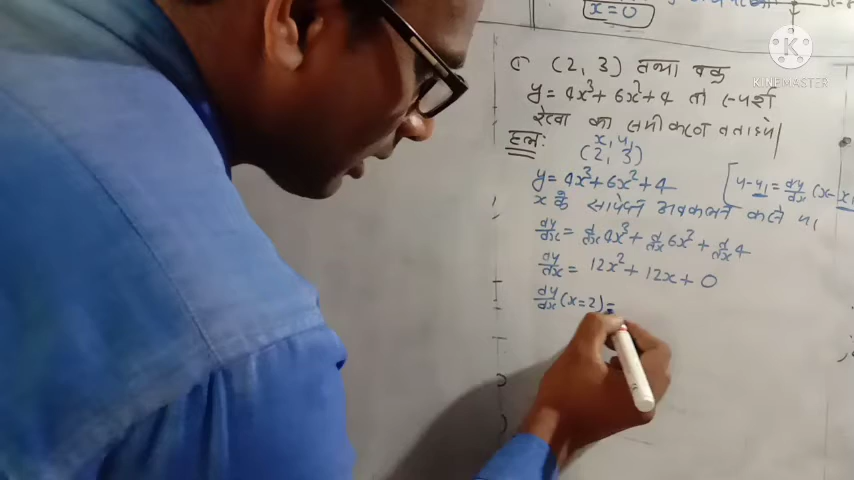 x=0
(2, 3) तथा वक्र
y = 4x³ + 6x² + 4 तो स्पर्श
रेखा का समीकरण बताइये|
हल:
x, y,
(2, 3)
y = 4x³ + 6x² + 4
[y-y₁ = dy/dx (x-x₁
x के सापेक्ष अवकलन करने पर
dy/dx = d/dx 4x³ + d/dx 6x² + d/dx 4
dy/dx = 12x² + 12x + 0
dy/dx (x=2) =
KINEMASTER